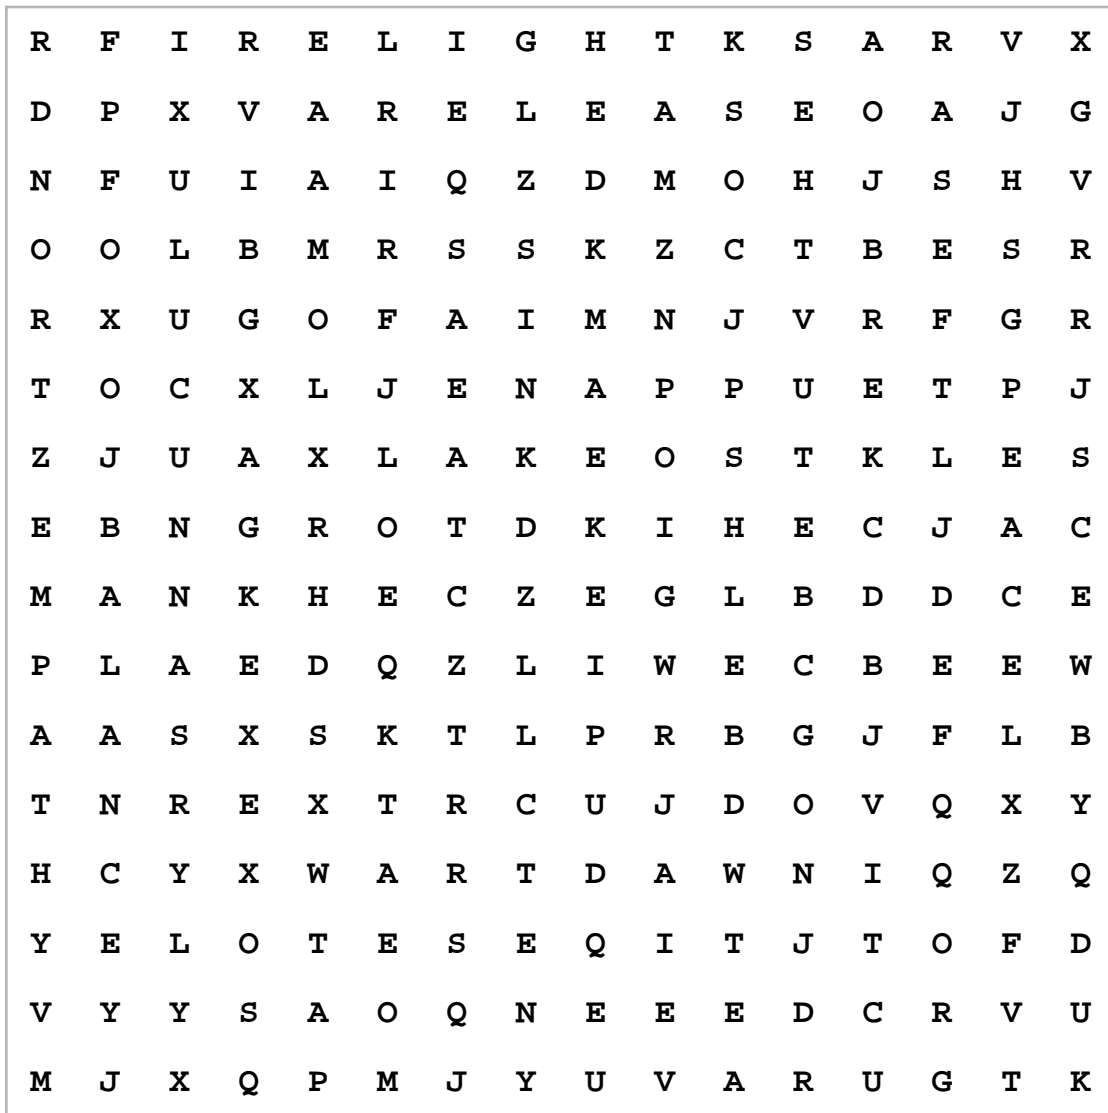 R F I R E L I G H T K S A R V X
D P X V A R E L E A S E O A J G
N F U I A I Q Z D M O H J S H V
O O L B M R S S K Z C T B E S R
R X U G O F A I M N J V R F G R
T O C X L J E N A P P U E T P J
Z J U A X L A K E O S T K L E S
E B N G R O T D K I H E C J A C
M A N K H E C Z E G L B D D C E
P L A E D Q Z L I W E C B E E W
A A S X S K T L P R B G J F L B
T N R E X T R C U J D O V Q X Y
H C Y X W A R T D A W N I Q Z Q
Y E L O T E S E Q I T J T O F D
V Y Y S A O Q N E E E D C R V U
M J X Q P M J Y U V A R U G T K